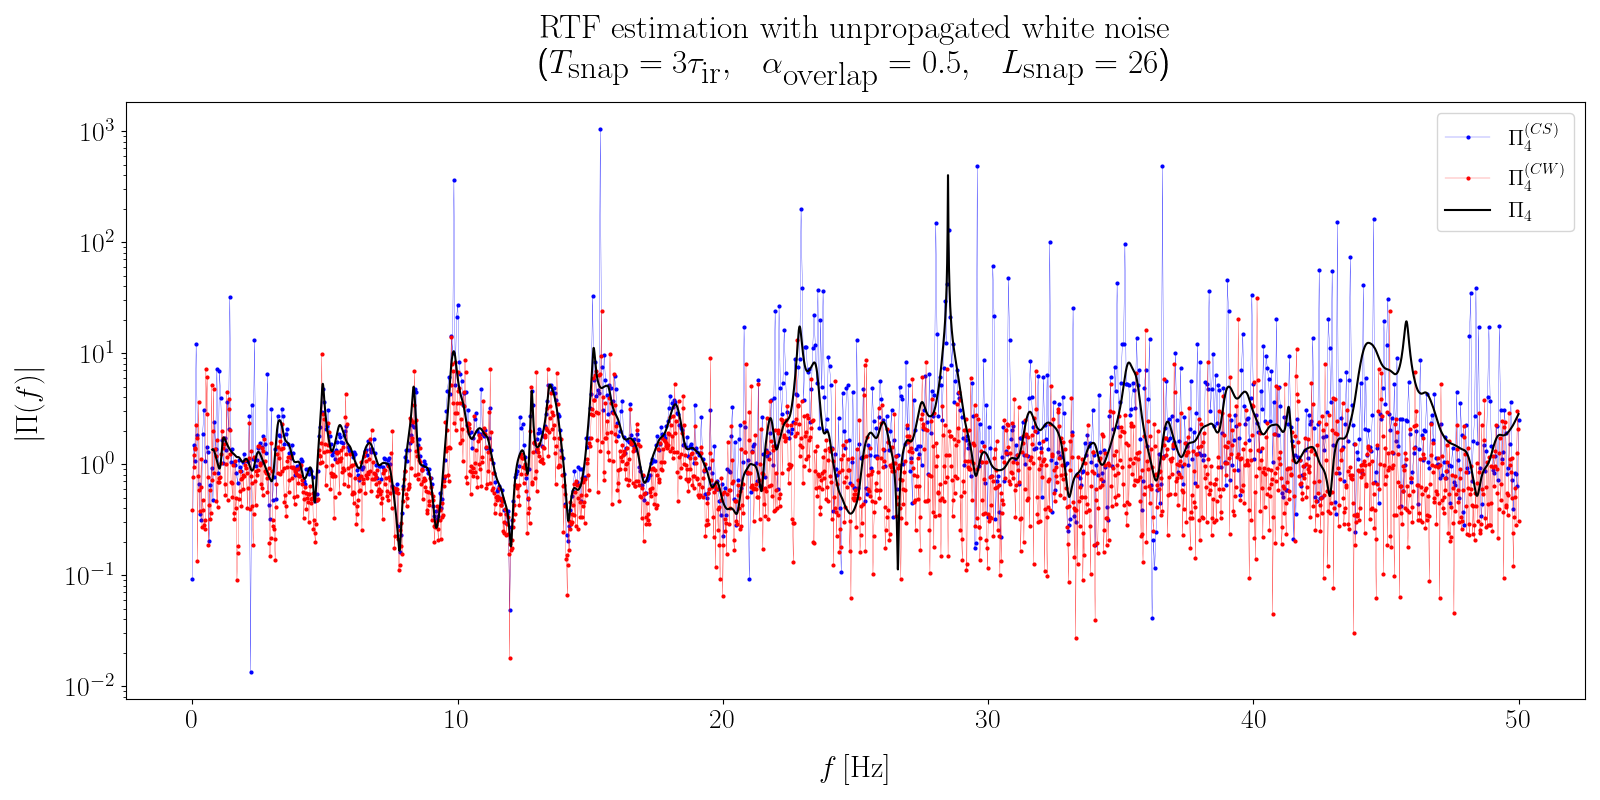 RTF estimation with unpropagated white noise
(T_snap = 3τ_ir, α_overlap = 0.5, L_snap = 26)
10^3
10^2
10^1
10^0
10^−1
10^−2
|Π(f)|
0 10 20 30 40 50
f [Hz]
Π_4^(CS)
Π_4^(CW)
Π_4